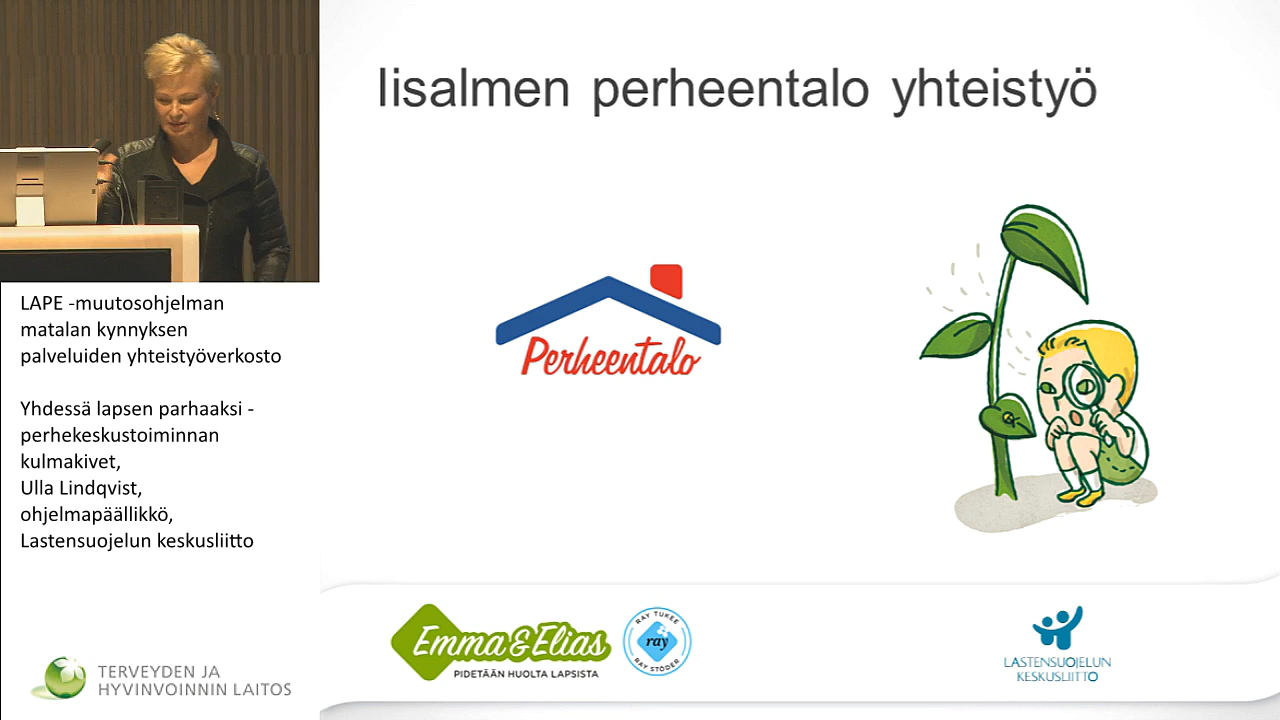 Iisalmen perheentalo yhteistyö
Perheentalo
LAPE -muutosohjelman
matalan kynnyksen
palveluiden yhteistyöverkosto
Yhdessä lapsen parhaaksi -
perhekeskustoiminnan
kulmakivet,
Ulla Lindqvist,
ohjelmapäällikkö,
Lastensuojelun keskusliitto
TERVEYDEN JA
HYVINVOINNIN LAITOS
Emma & Elias
PIDETÄÄN HUOLTA LAPSISTA
RAY TUKEE
ray
RAY STÖDER
LASTENSUOJELUN
KESKUSLIITTO